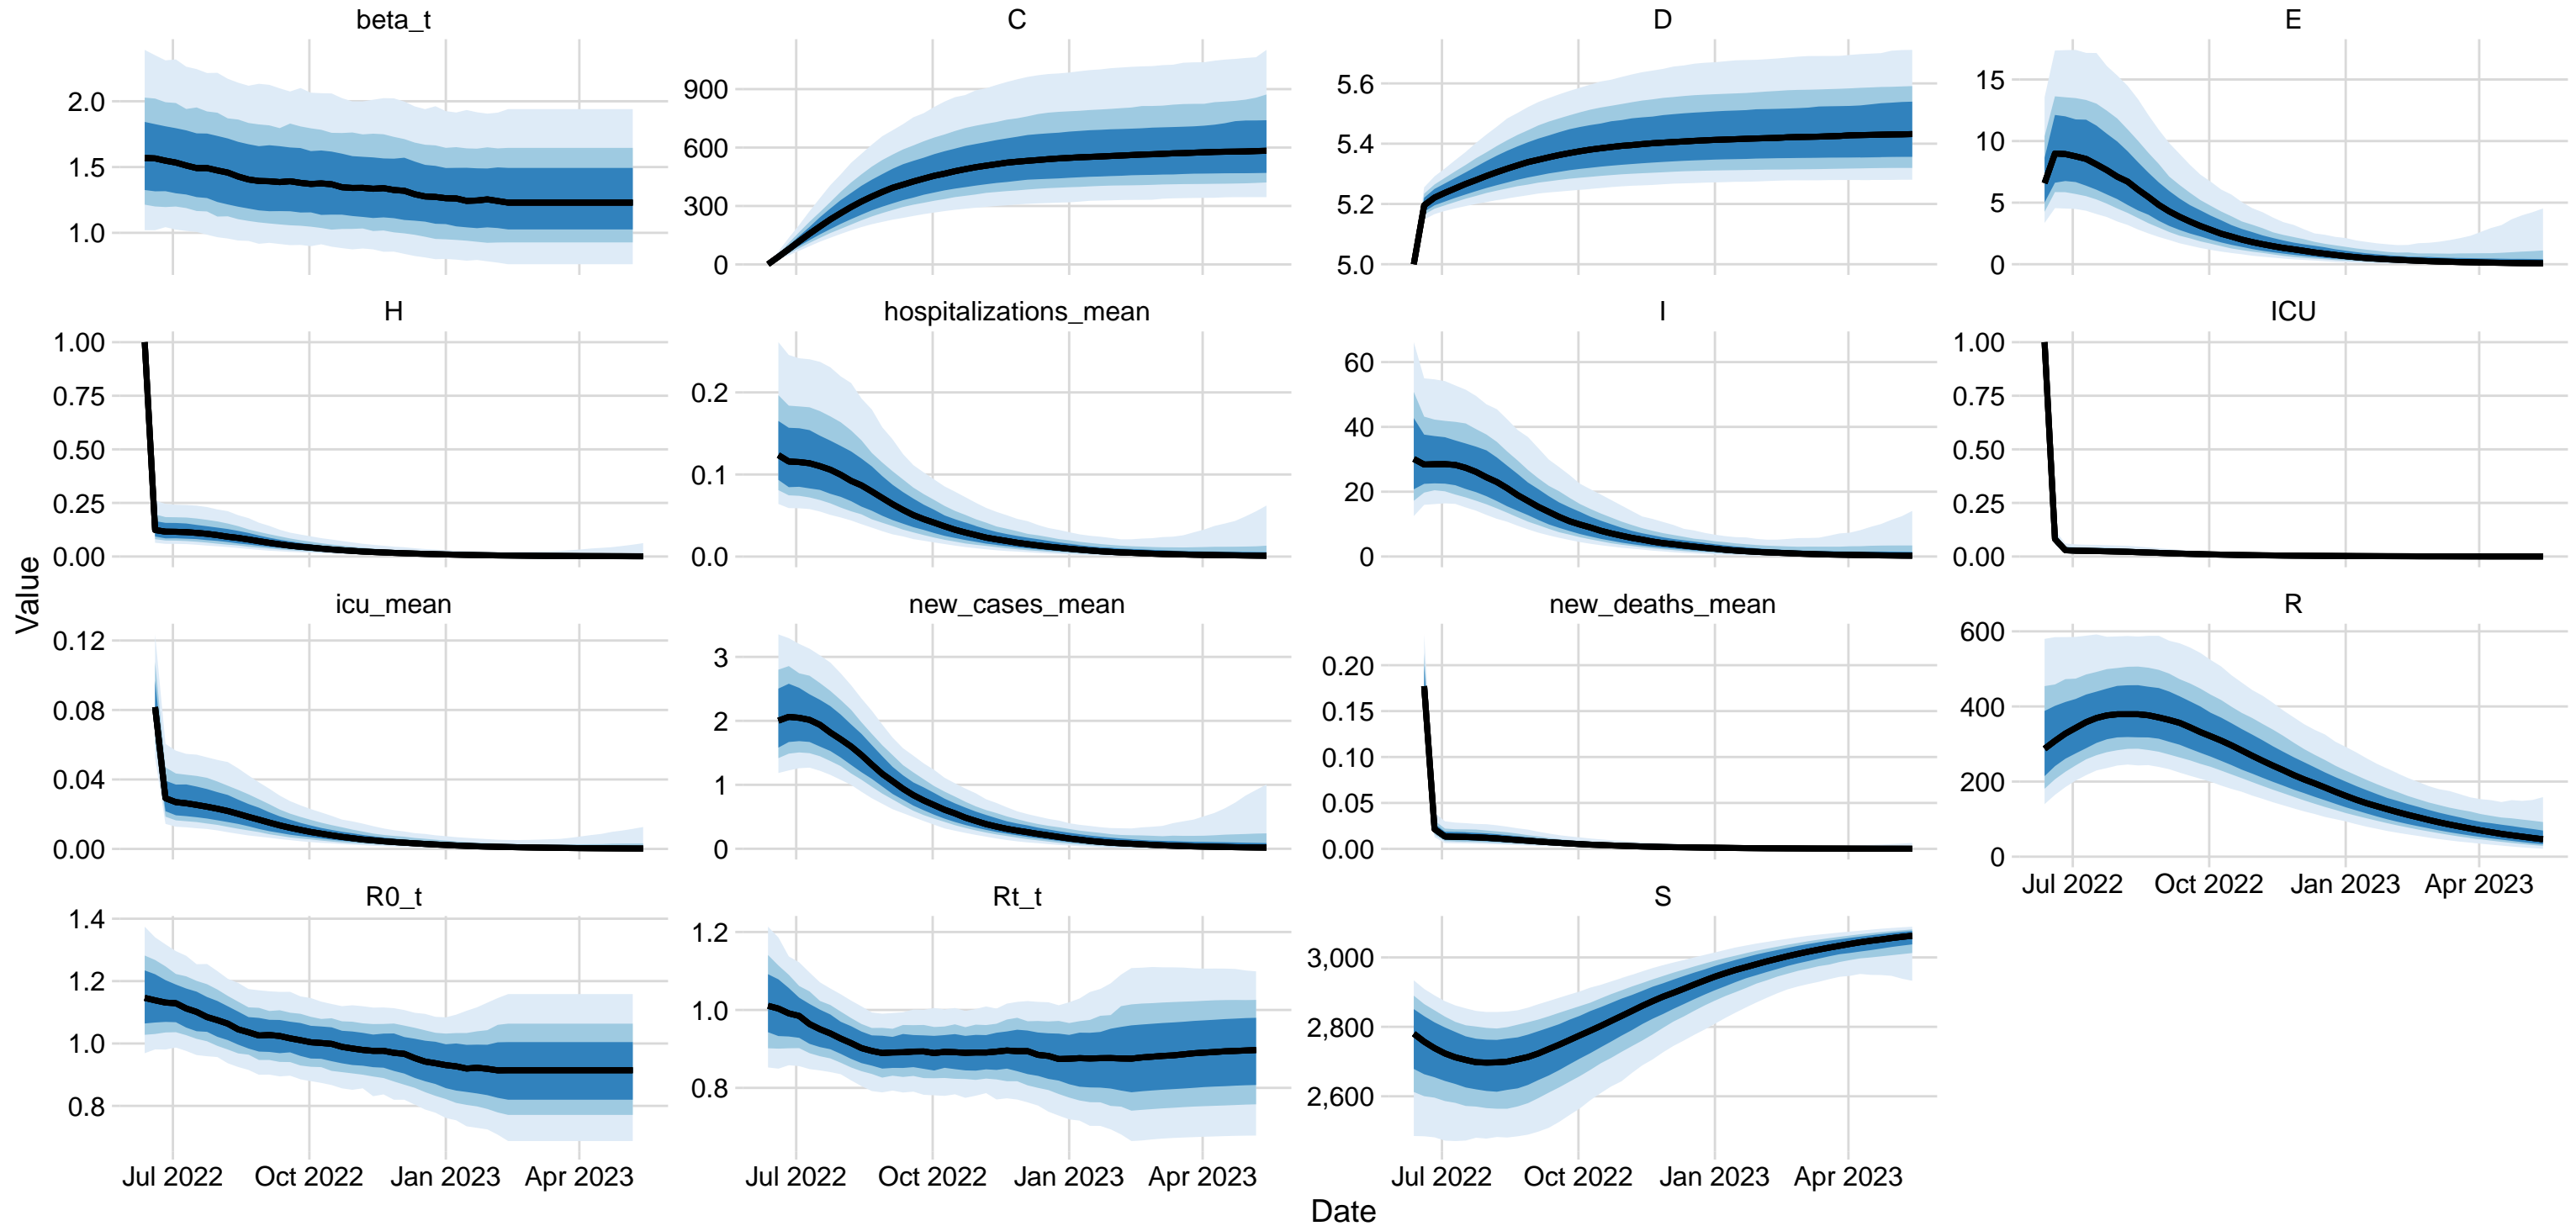 beta_t
C
D
E
2.0
1.5
1.0
900
600
300
0
5.6
5.4
5.2
5.0
15
10
5
0
H
hospitalizations_mean
I
ICU
1.00
0.75
0.50
0.25
0.00
0.2
0.1
0.0
60
40
20
0
1.00
0.75
0.50
0.25
0.00
Value
icu_mean
new_cases_mean
new_deaths_mean
R
0.12
0.08
0.04
0.00
3
2
1
0
0.20
0.15
0.10
0.05
0.00
600
400
200
0
Jul 2022 Oct 2022 Jan 2023 Apr 2023
R0_t
Rt_t
S
1.4
1.2
1.0
0.8
1.2
1.0
0.8
3,000
2,800
2,600
Jul 2022 Oct 2022 Jan 2023 Apr 2023
Jul 2022 Oct 2022 Jan 2023 Apr 2023
Jul 2022 Oct 2022 Jan 2023 Apr 2023
Date